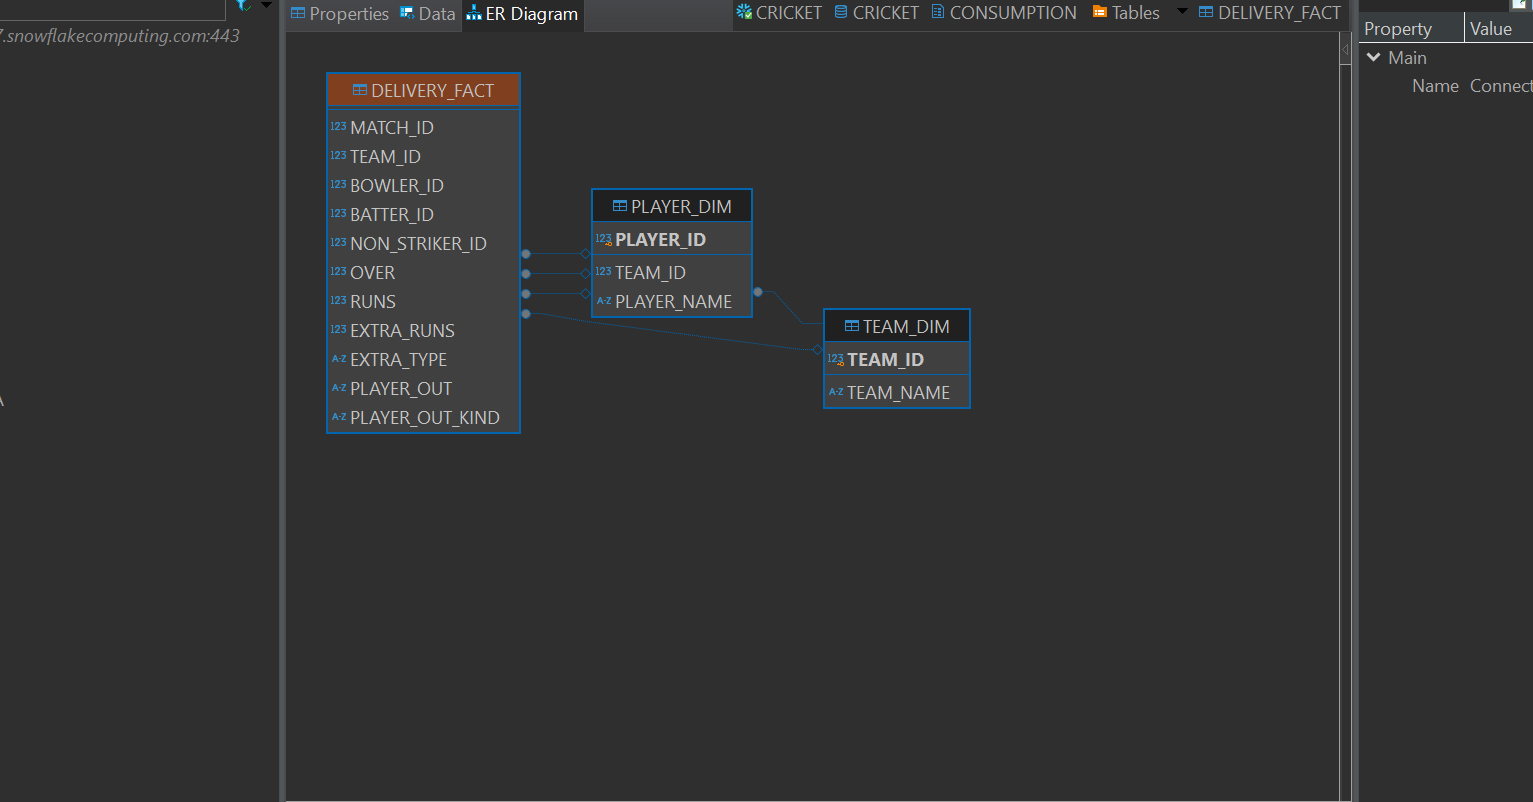 Properties Data ER Diagram CRICKET CRICKET CONSUMPTION Tables DELIVERY_FACT
.snowflakecomputing.com:443
Property Value
Main
Name Connect
DELIVERY_FACT
123 MATCH_ID
123 TEAM_ID
123 BOWLER_ID
123 BATTER_ID
123 NON_STRIKER_ID
123 OVER
123 RUNS
123 EXTRA_RUNS
A-Z EXTRA_TYPE
A-Z PLAYER_OUT
A-Z PLAYER_OUT_KIND
PLAYER_DIM
123 PLAYER_ID
123 TEAM_ID
A-Z PLAYER_NAME
TEAM_DIM
123 TEAM_ID
A-Z TEAM_NAME